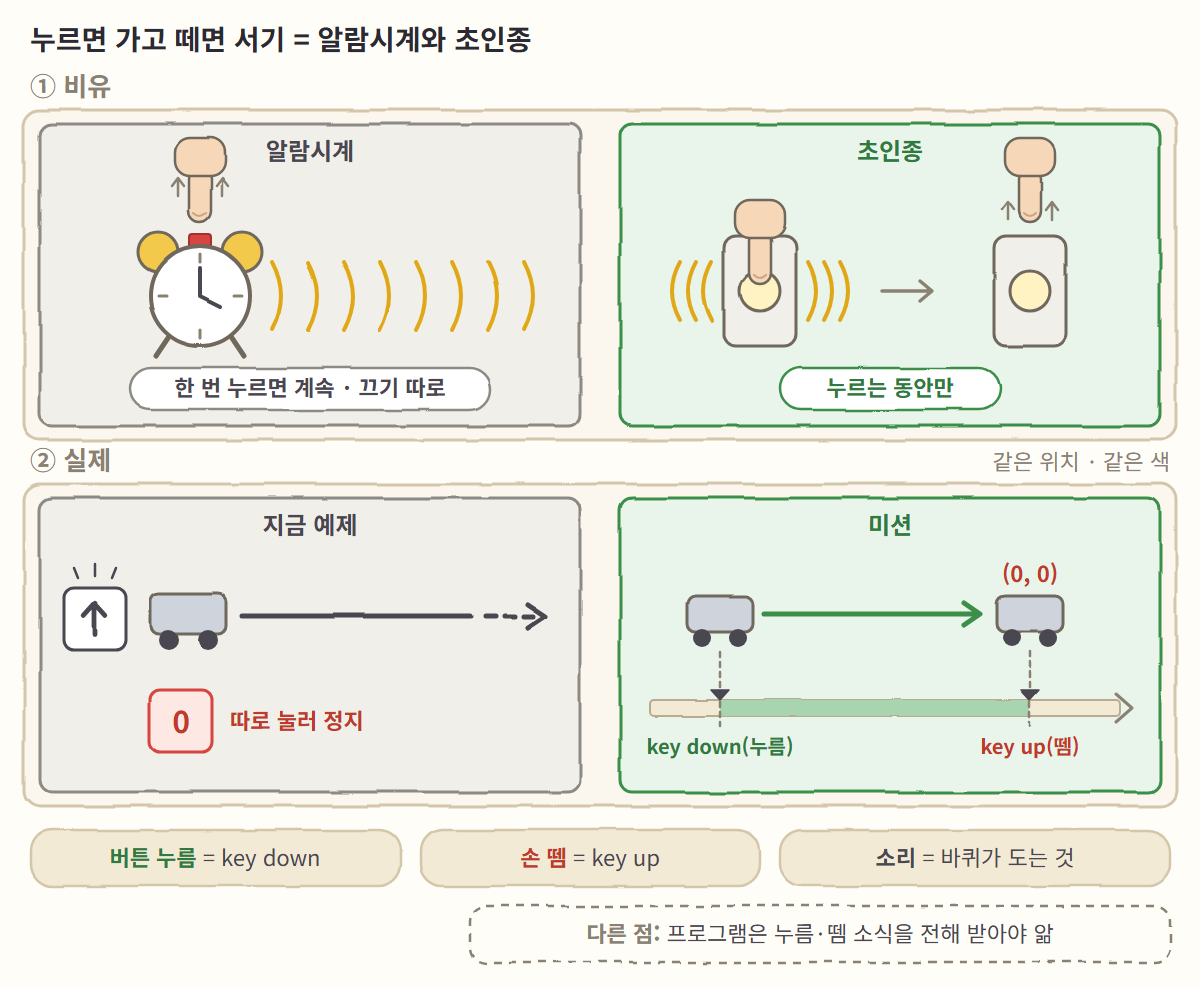 누르면 가고 떼면 서기 = 알람시계와 초인종
① 비유
알람시계
한 번 누르면 계속 · 끄기 따로
초인종
누르는 동안만
② 실제
같은 위치 · 같은 색
지금 예제
0
따로 눌러 정지
미션
(0, 0)
key down(누름)
key up(뗌)
버튼 누름 = key down
손 뗌 = key up
소리 = 바퀴가 도는 것
다른 점: 프로그램은 누름·뗌 소식을 전해 받아야 앎